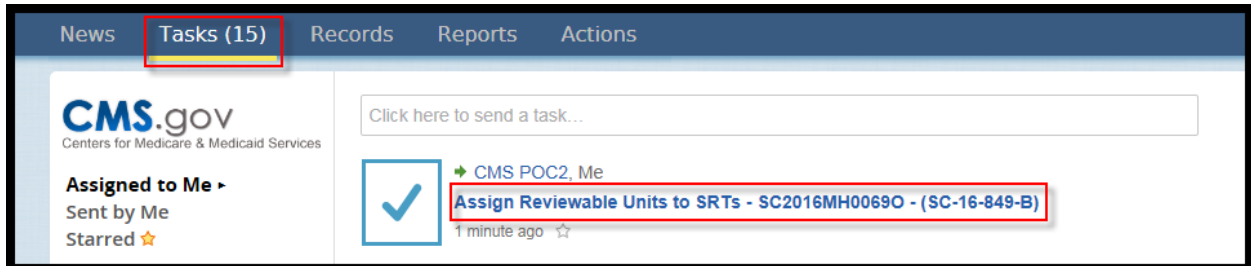 News Tasks (15) Records Reports Actions
CMS.gov
Centers for Medicare & Medicaid Services
Assigned to Me
Sent by Me
Starred
Click here to send a task...
CMS POC2, Me
Assign Reviewable Units to SRTs - SC2016MH0069O - (SC-16-849-B)
1 minute ago